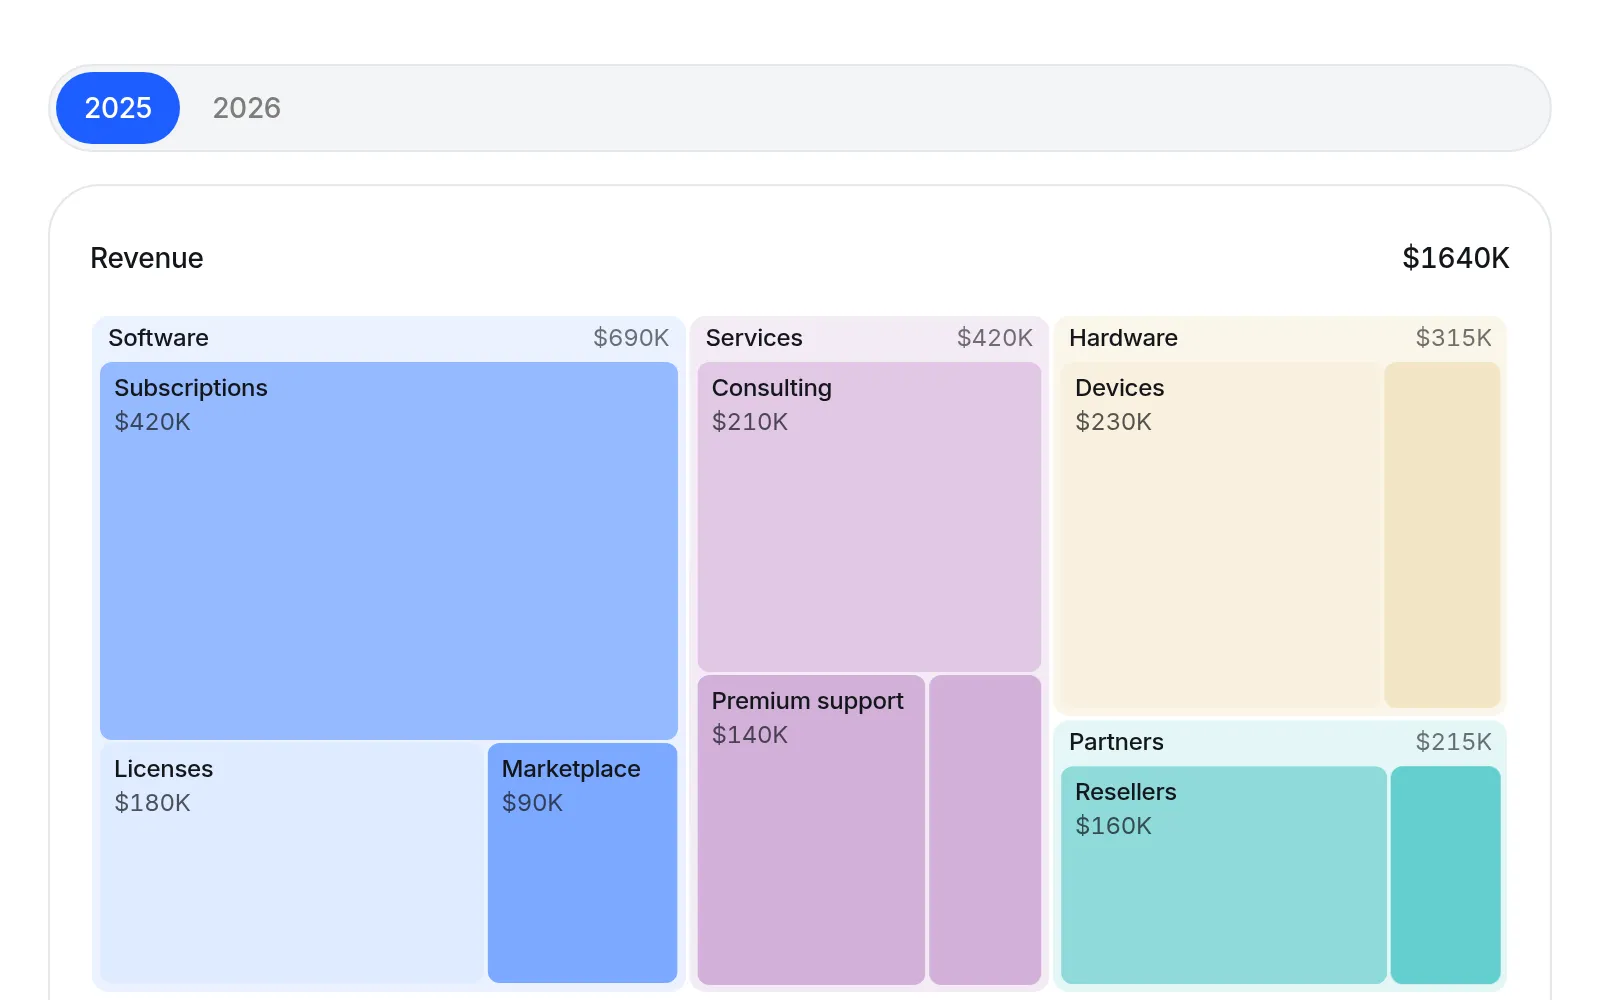 2025
2026
Revenue
$1640K
Software
$690K
Subscriptions
$420K
Licenses
$180K
Marketplace
$90K
Services
$420K
Consulting
$210K
Premium support
$140K
Hardware
$315K
Devices
$230K
Partners
$215K
Resellers
$160K